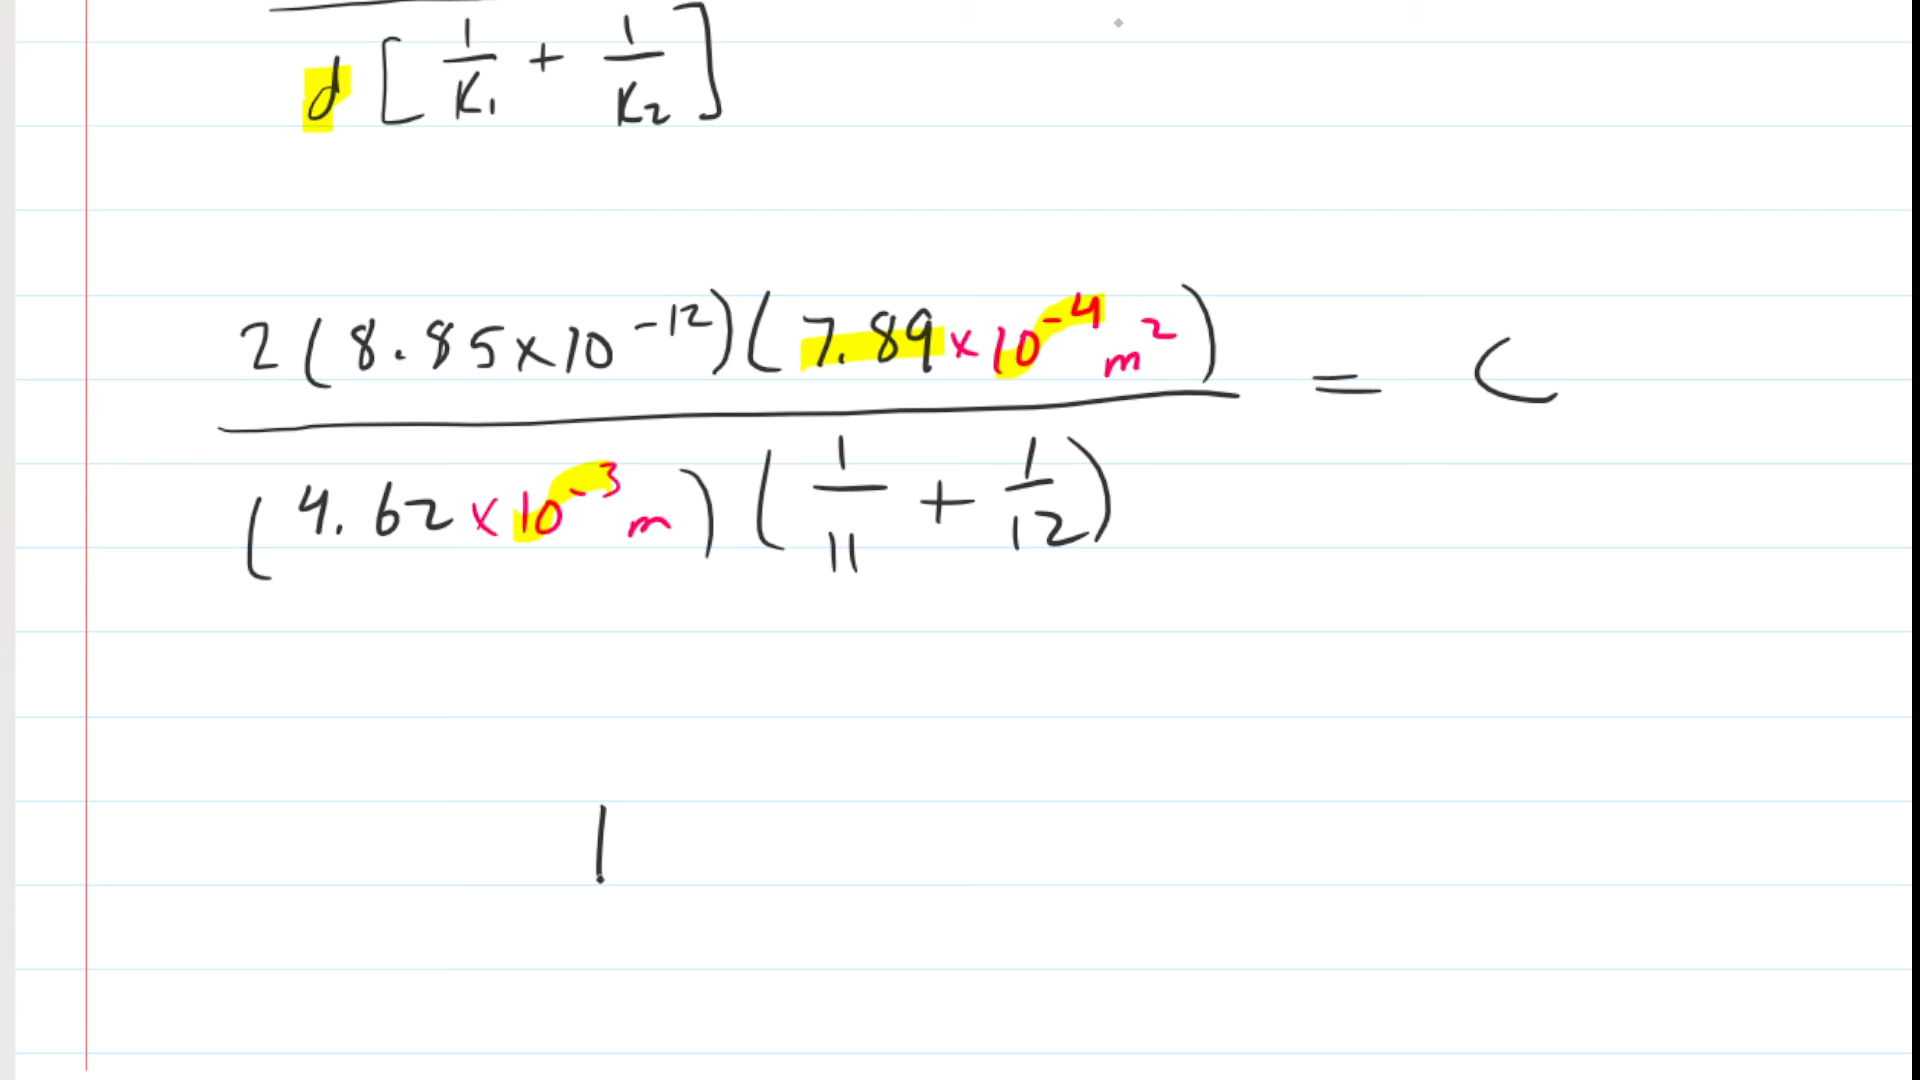 d [ 1/K₁ + 1/K₂ ]
2 ( 8.85 x 10⁻¹² ) ( 7.89 x 10⁻⁴ m² )
———————————————— = C
( 4.62 x 10⁻³ m ) ( 1/11 + 1/12 )